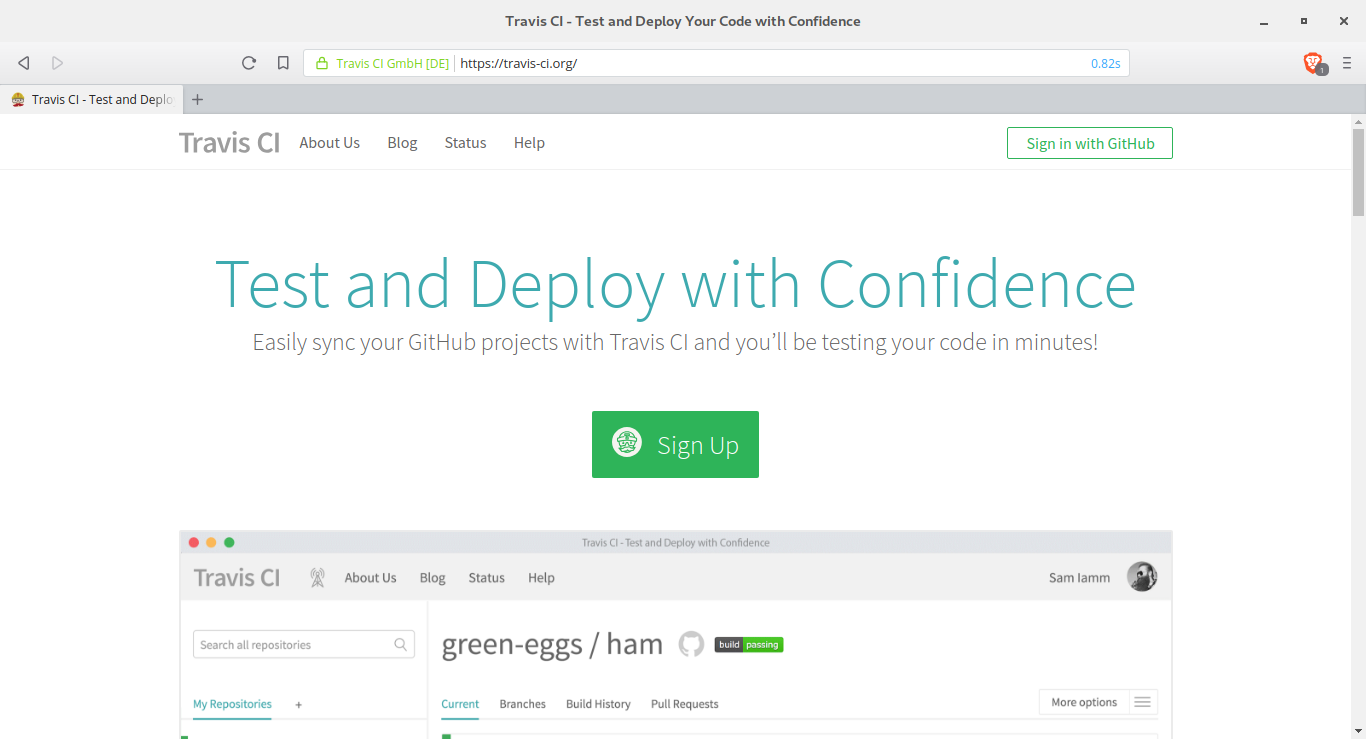 Travis CI - Test and Deploy Your Code with Confidence
Travis CI GmbH [DE] https://travis-ci.org/ 0.82s 1
Travis CI - Test and Deplo
Travis CI About Us Blog Status Help Sign in with GitHub
Test and Deploy with Confidence
Easily sync your GitHub projects with Travis CI and you’ll be testing your code in minutes!
Sign Up
Travis CI - Test and Deploy with Confidence
Travis CI About Us Blog Status Help Sam Iamm
Search all repositories
green-eggs / ham build passing
My Repositories +
Current Branches Build History Pull Requests More options